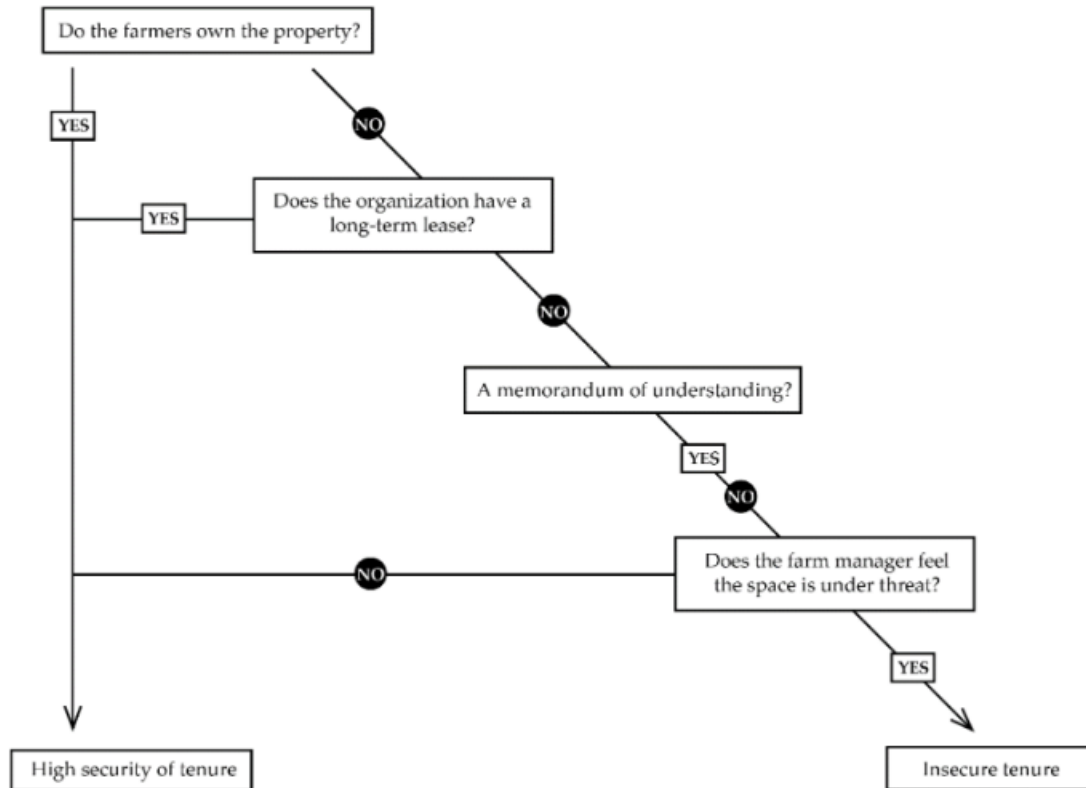 Do the farmers own the property?
YES
NO
Does the organization have a
long-term lease?
YES
NO
A memorandum of understanding?
YES
NO
Does the farm manager feel
the space is under threat?
NO
YES
High security of tenure
Insecure tenure